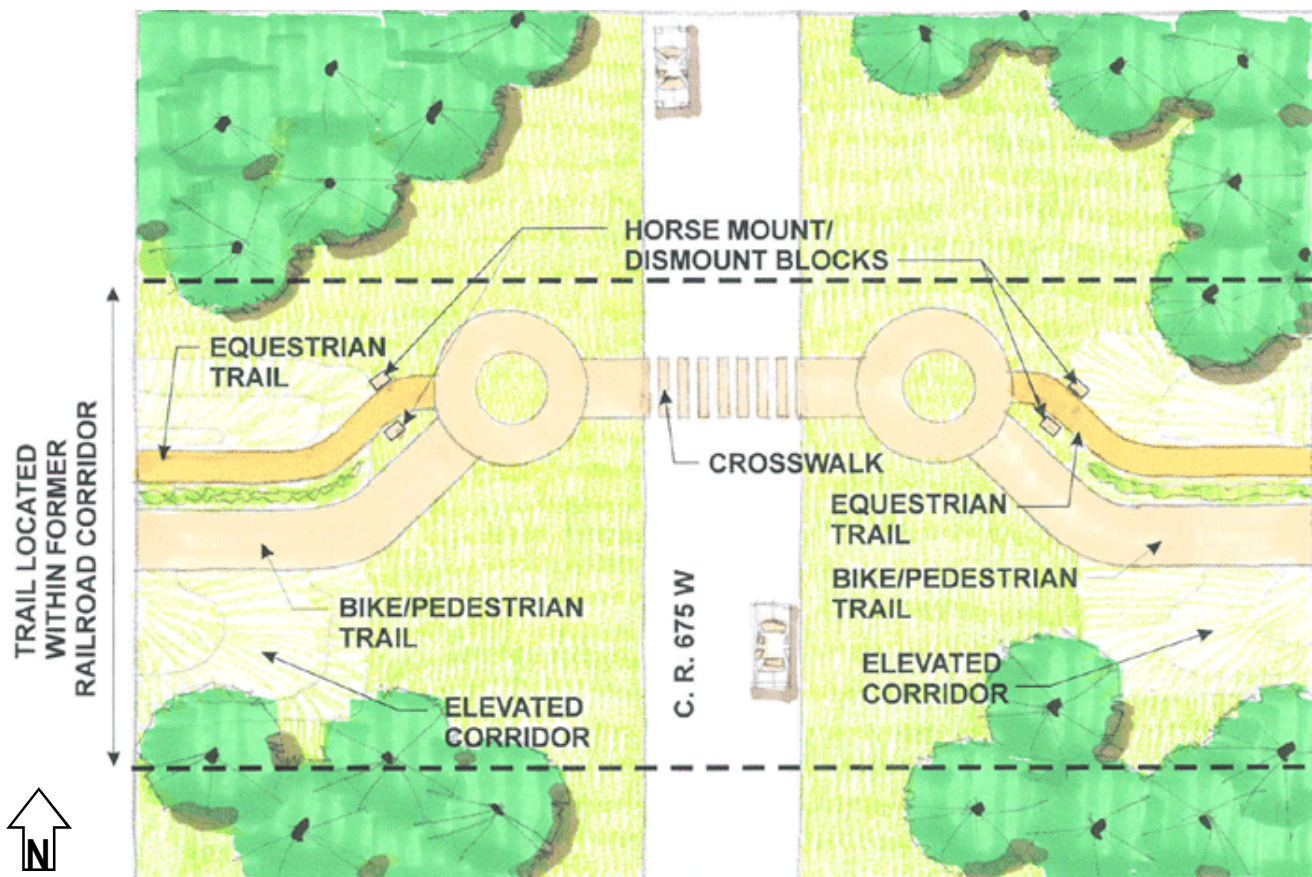 HORSE MOUNT/
DISMOUNT BLOCKS
EQUESTRIAN
TRAIL
CROSSWALK
EQUESTRIAN
TRAIL
BIKE/PEDESTRIAN
TRAIL
BIKE/PEDESTRIAN
TRAIL
ELEVATED
CORRIDOR
ELEVATED
CORRIDOR
C. R. 675 W
TRAIL LOCATED
WITHIN FORMER
RAILROAD CORRIDOR
N